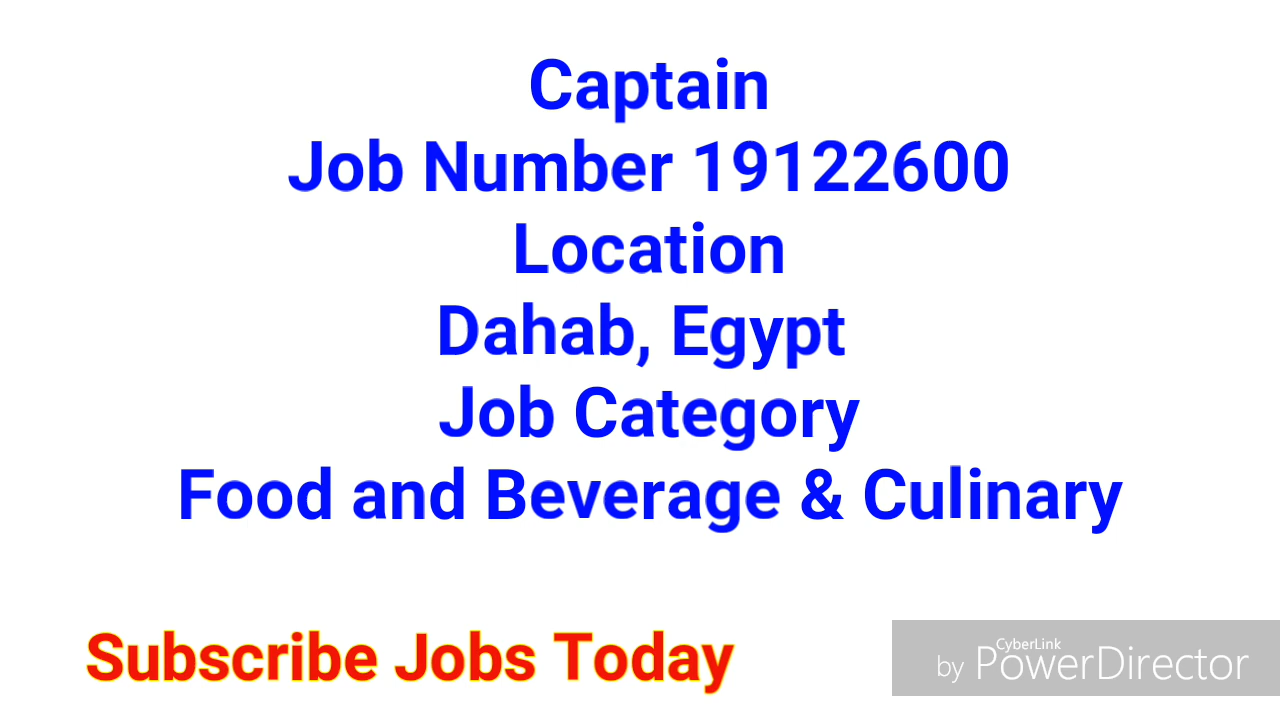 Captain
Job Number 19122600
Location
Dahab, Egypt
Job Category
Food and Beverage & Culinary
Subscribe Jobs Today
CyberLink
by PowerDirector